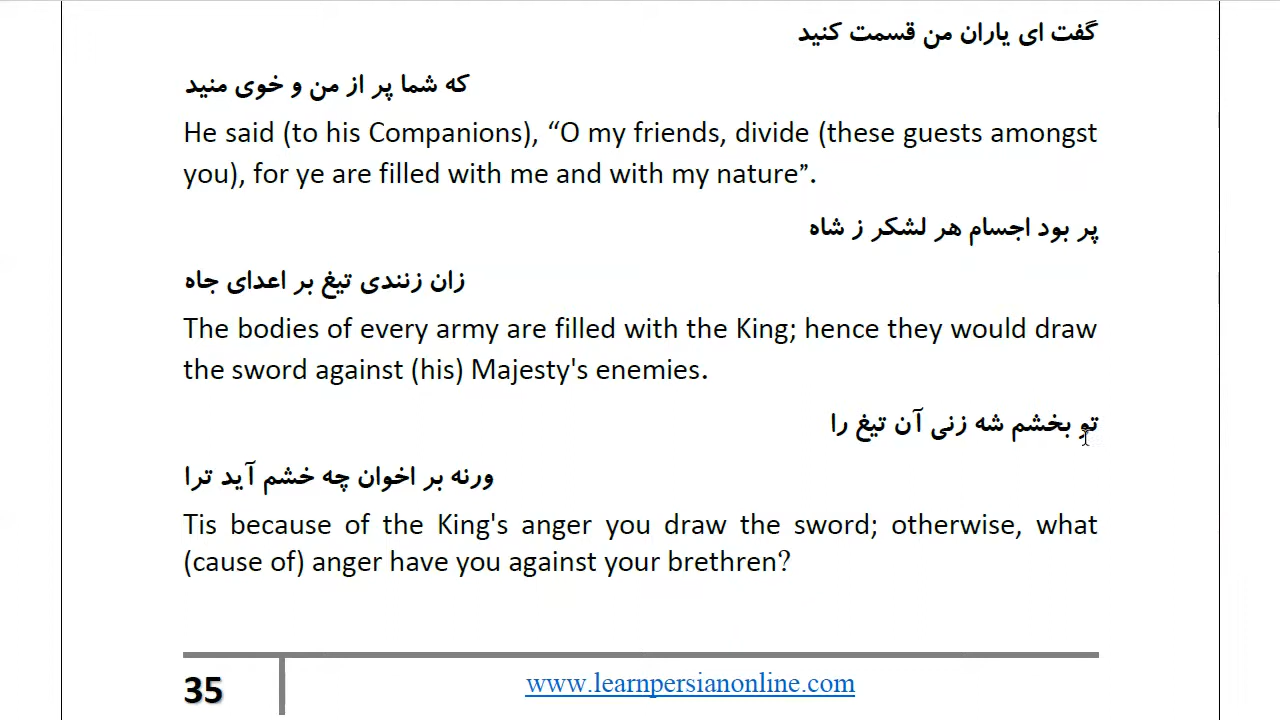 گفت ای یاران من قسمت کنید
که شما پر از من و خوی منید
He said (to his Companions), “O my friends, divide (these guests amongst
you), for ye are filled with me and with my nature”.
پر بود اجسام هر لشکر ز شاه
زان زنندی تیغ بر اعدای جاه
The bodies of every army are filled with the King; hence they would draw
the sword against (his) Majesty's enemies.
تو بخشم شه زنی آن تیغ را
ورنه بر اخوان چه خشم آید ترا
Tis because of the King's anger you draw the sword; otherwise, what
(cause of) anger have you against your brethren?
35
www.learnpersianonline.com